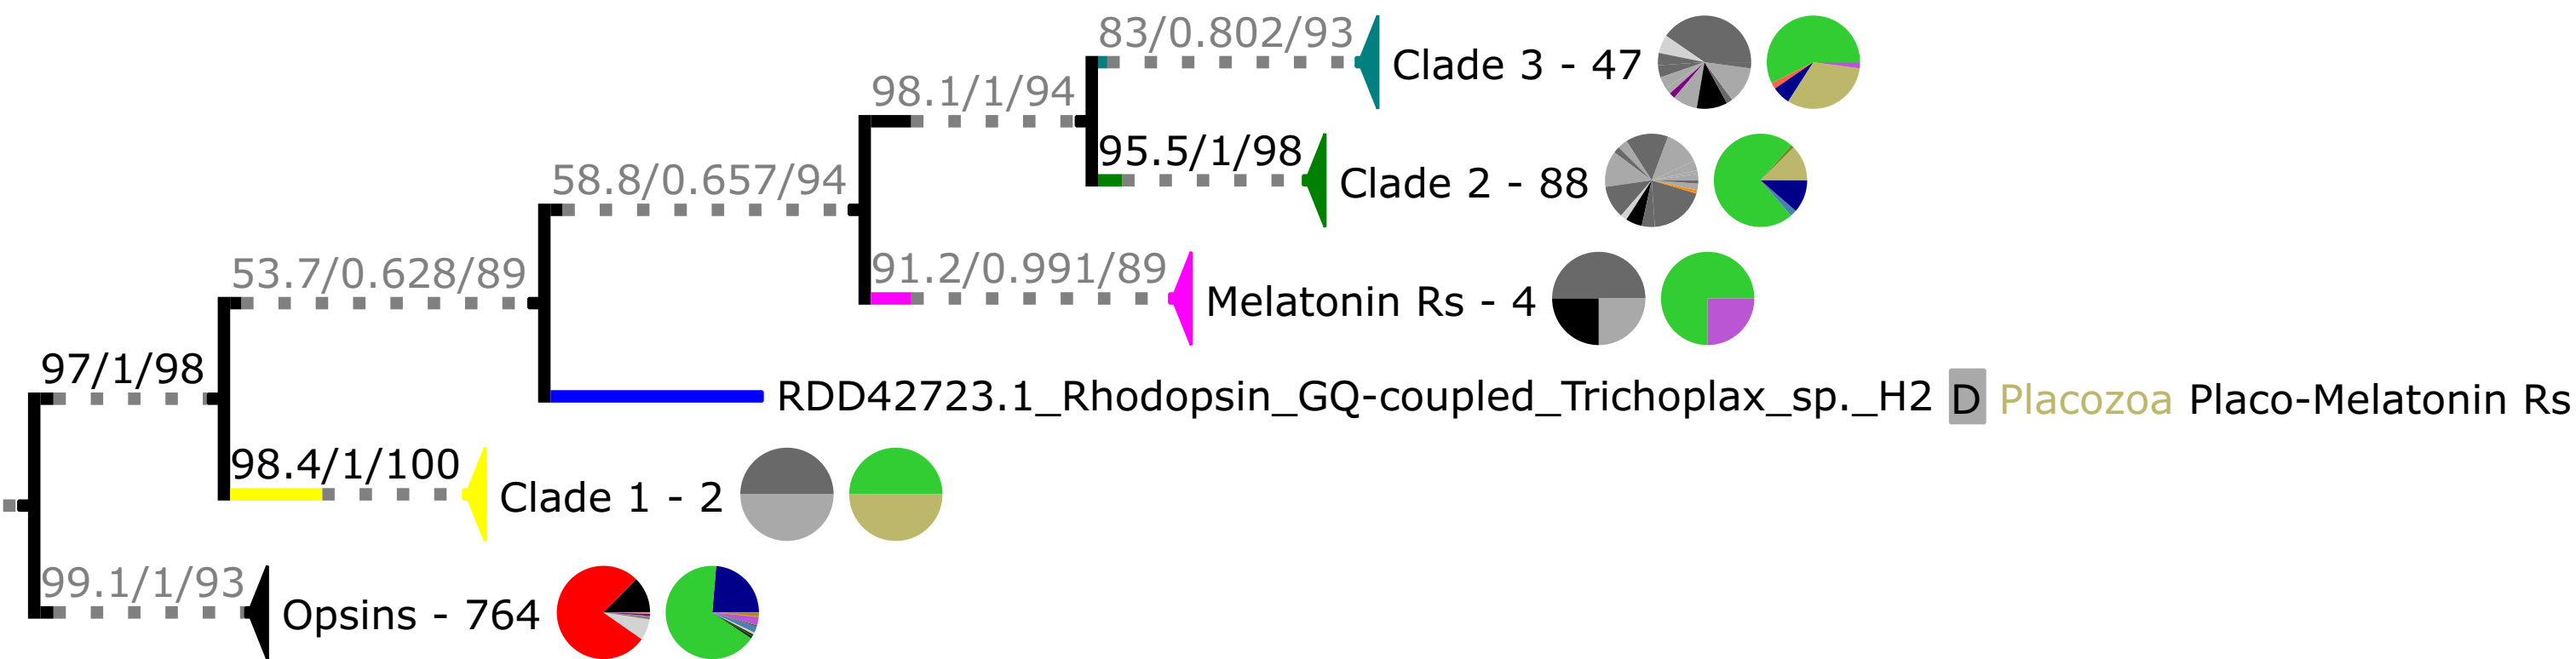 83/0.802/93
Clade 3 - 47
98.1/1/94
95.5/1/98
Clade 2 - 88
58.8/0.657/94
91.2/0.991/89
Melatonin Rs - 4
53.7/0.628/89
97/1/98
RDD42723.1_Rhodopsin_GQ-coupled_Trichoplax_sp._H2 D Placozoa Placo-Melatonin Rs
98.4/1/100
Clade 1 - 2
99.1/1/93
Opsins - 764